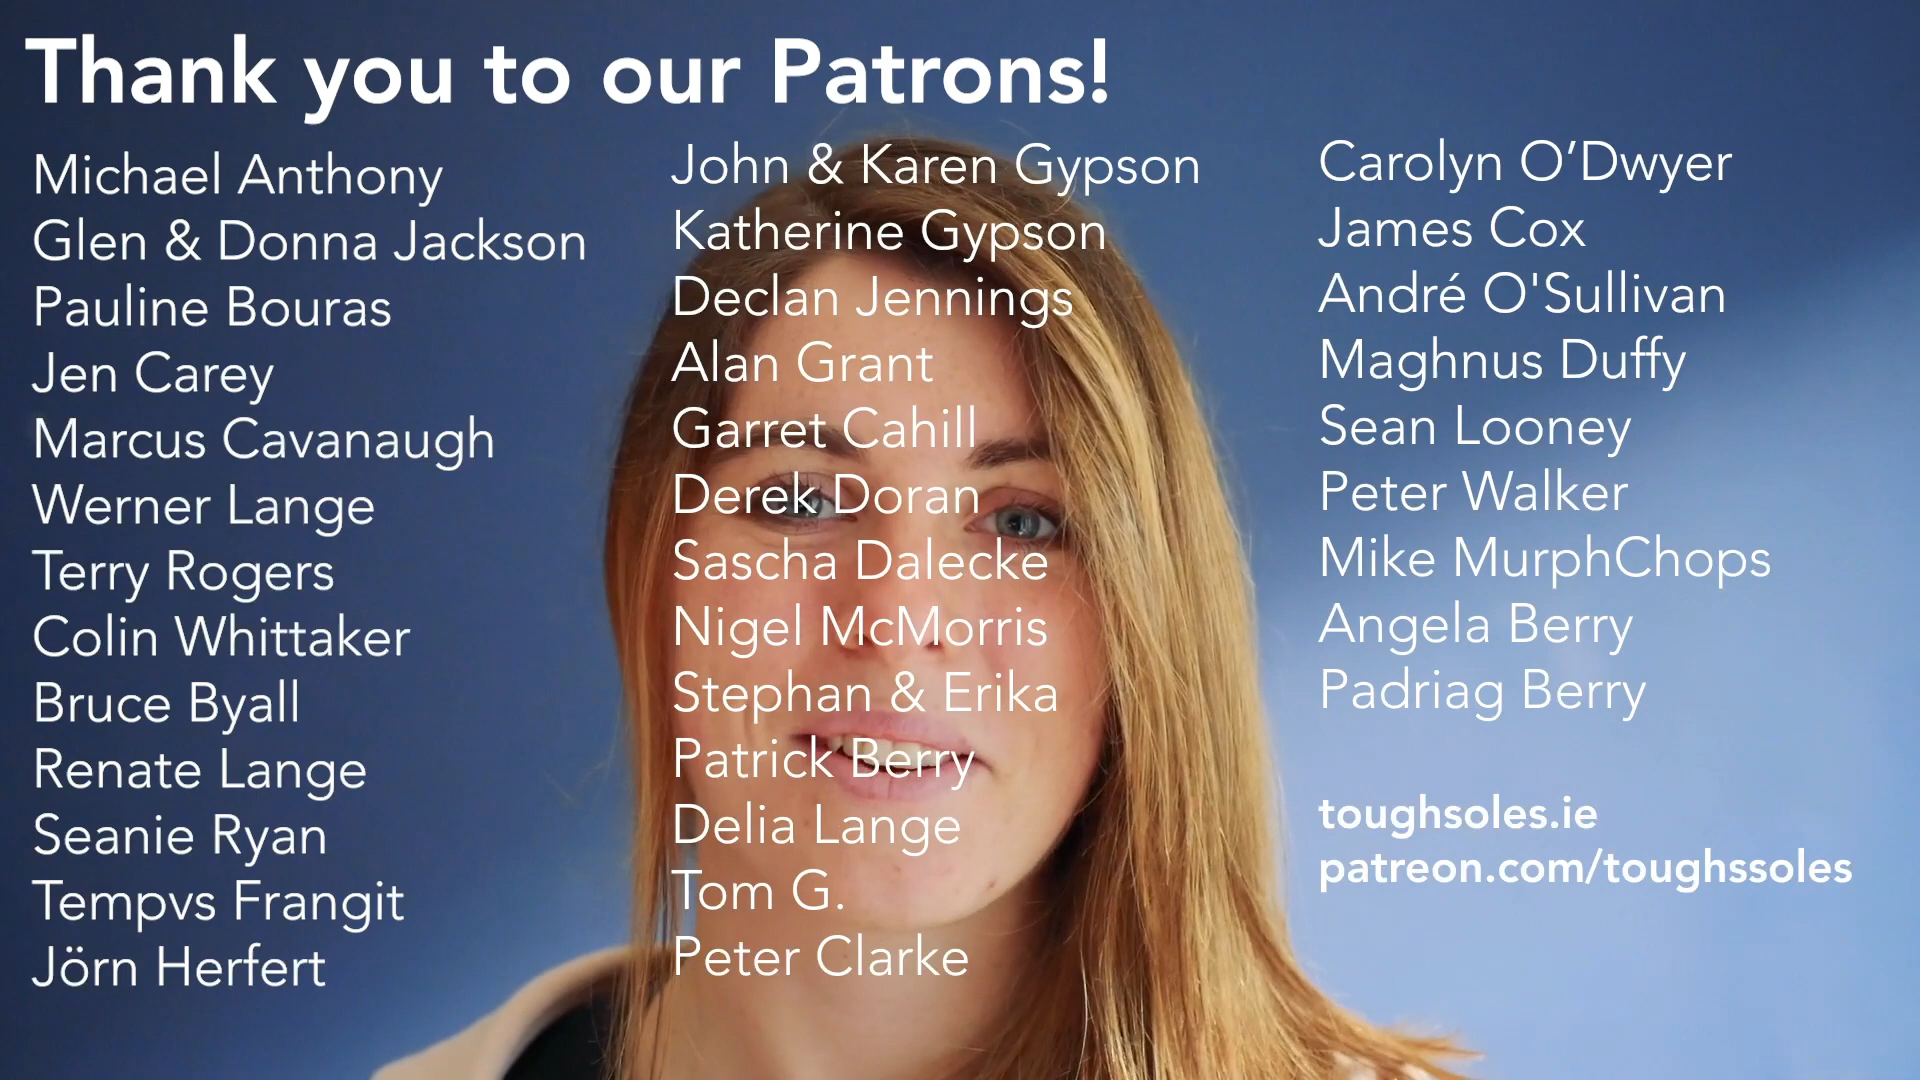 Thank you to our Patrons!
Michael Anthony
Glen & Donna Jackson
Pauline Bouras
Jen Carey
Marcus Cavanaugh
Werner Lange
Terry Rogers
Colin Whittaker
Bruce Byall
Renate Lange
Seanie Ryan
Tempvs Frangit
Jörn Herfert
John & Karen Gypson
Katherine Gypson
Declan Jennings
Alan Grant
Garret Cahill
Derek Doran
Sascha Dalecke
Nigel McMorris
Stephan & Erika
Patrick Berry
Delia Lange
Tom G.
Peter Clarke
Carolyn O’Dwyer
James Cox
André O'Sullivan
Maghnus Duffy
Sean Looney
Peter Walker
Mike MurphChops
Angela Berry
Padriag Berry
toughsoles.ie
patreon.com/toughssoles